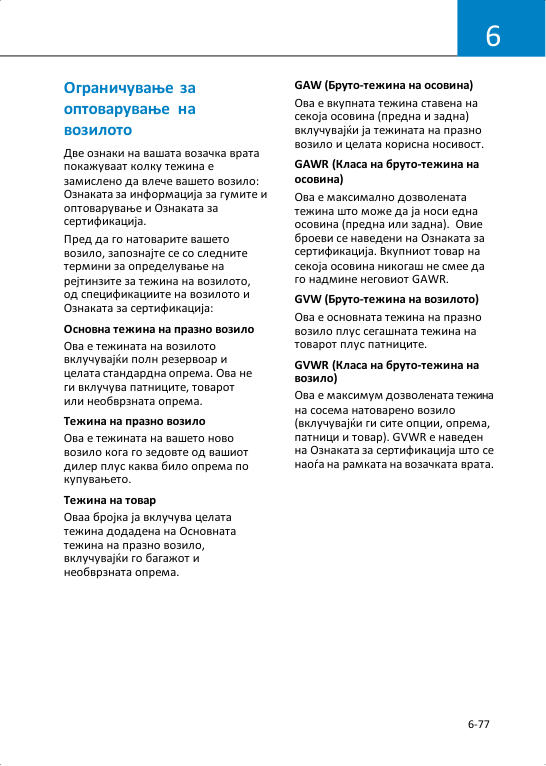 6
Ограничување за
оптоварување на
возилото
Две ознаки на вашата возачка врата
покажуваат колку тежина е
замислено да влече вашето возило:
Ознаката за информација за гумите и
оптоварување и Ознаката за
сертификација.
Пред да го натоварите вашето
возило, запознајте се со следните
термини за определување на
рејтинзите за тежина на возилото,
од спецификациите на возилото и
Ознаката за сертификација:
Основна тежина на празно возило
Ова е тежината на возилото
вклучувајќи полн резервоар и
целата стандардна опрема. Ова не
ги вклучува патниците, товарот
или необврзната опрема.
Тежина на празно возило
Ова е тежината на вашето ново
возило кога го зедовте од вашиот
дилер плус каква било опрема по
купувањето.
Тежина на товар
Оваа бројка ја вклучува целата
тежина додадена на Основната
тежина на празно возило,
вклучувајќи го багажот и
необврзната опрема.
GAW (Бруто-тежина на осовина)
Ова е вкупната тежина ставена на
секоја осовина (предна и задна)
вклучувајќи ја тежината на празно
возило и целата корисна носивост.
GAWR (Класа на бруто-тежина на
осовина)
Ова е максимално дозволената
тежина што може да ја носи една
осовина (предна или задна). Овие
броеви се наведени на Ознаката за
сертификација. Вкупниот товар на
секоја осовина никогаш не смее да
го надмине неговиот GAWR.
GVW (Бруто-тежина на возилото)
Ова е основната тежина на празно
возило плус сегашната тежина на
товарот плус патниците.
GVWR (Класа на бруто-тежина на
возило)
Ова е максимум дозволената тежина
на сосема натоварено возило
(вклучувајќи ги сите опции, опрема,
патници и товар). GVWR е наведен
на Ознаката за сертификација што се
наоѓа на рамката на возачката врата.
6-77